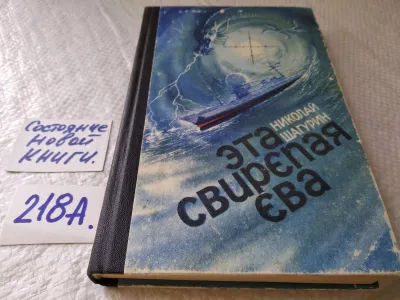 Состояние
новой
книги.
218А.
НИКОЛАЙ
ШАГУРИН
эта
свирепая
ева